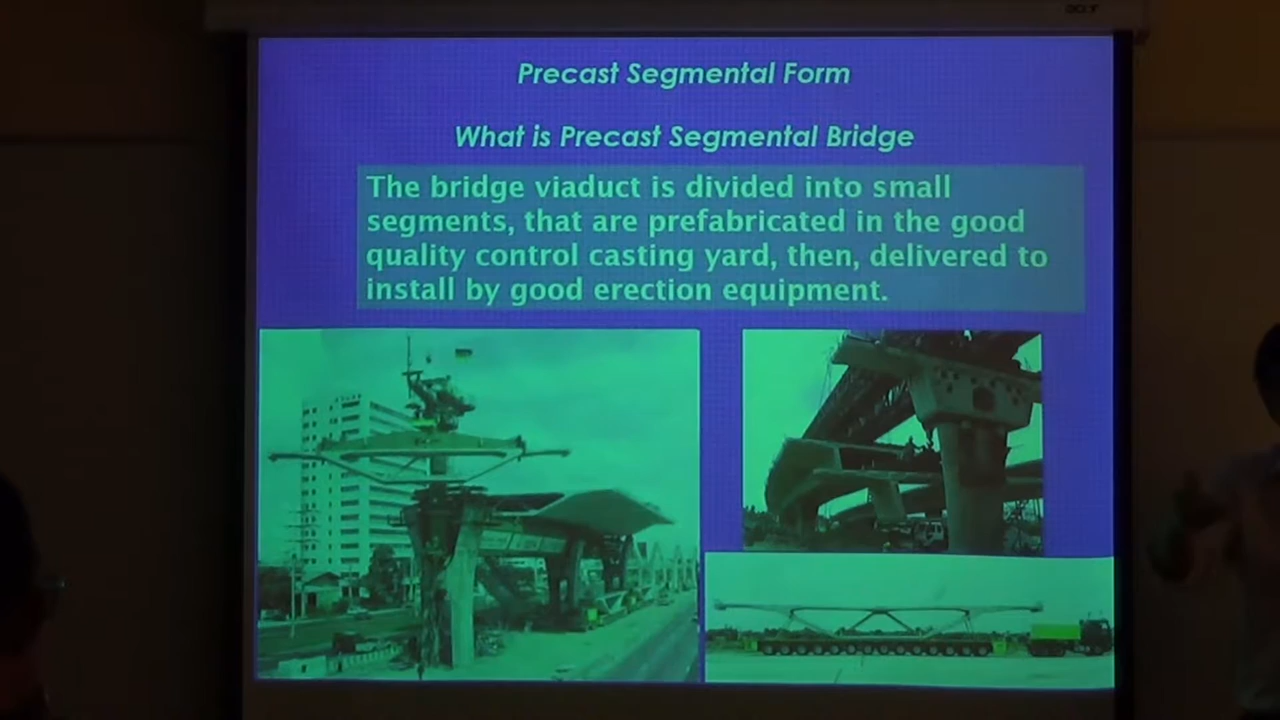 acer
Precast Segmental Form
What is Precast Segmental Bridge
The bridge viaduct is divided into small
segments, that are prefabricated in the good
quality control casting yard, then, delivered to
install by good erection equipment.